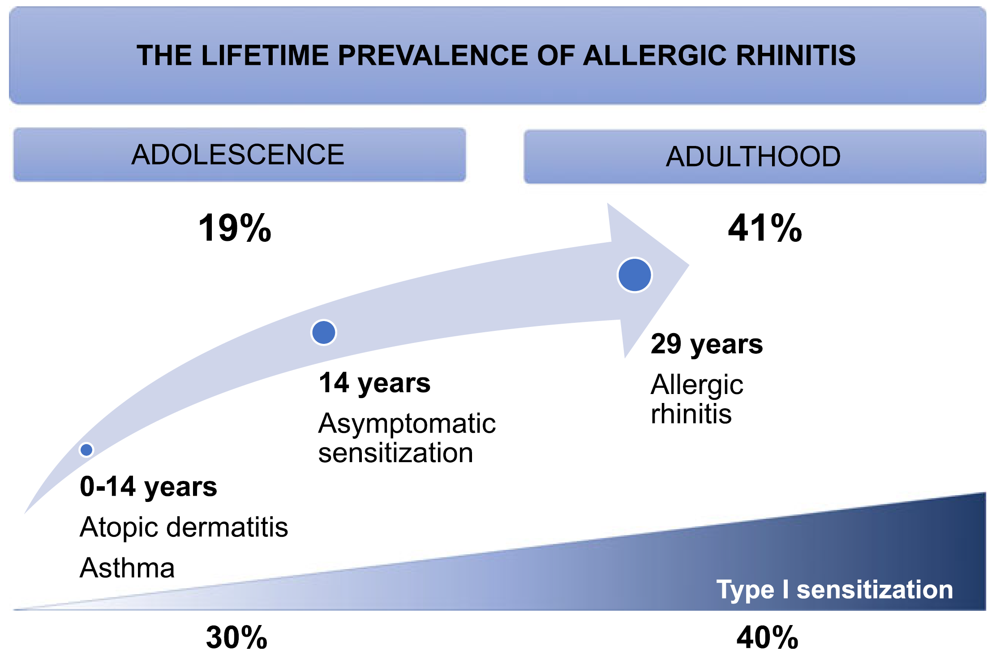 THE LIFETIME PREVALENCE OF ALLERGIC RHINITIS
ADOLESCENCE
ADULTHOOD
19%
41%
29 years
Allergic
rhinitis
14 years
Asymptomatic
sensitization
0-14 years
Atopic dermatitis
Asthma
Type I sensitization
30%
40%